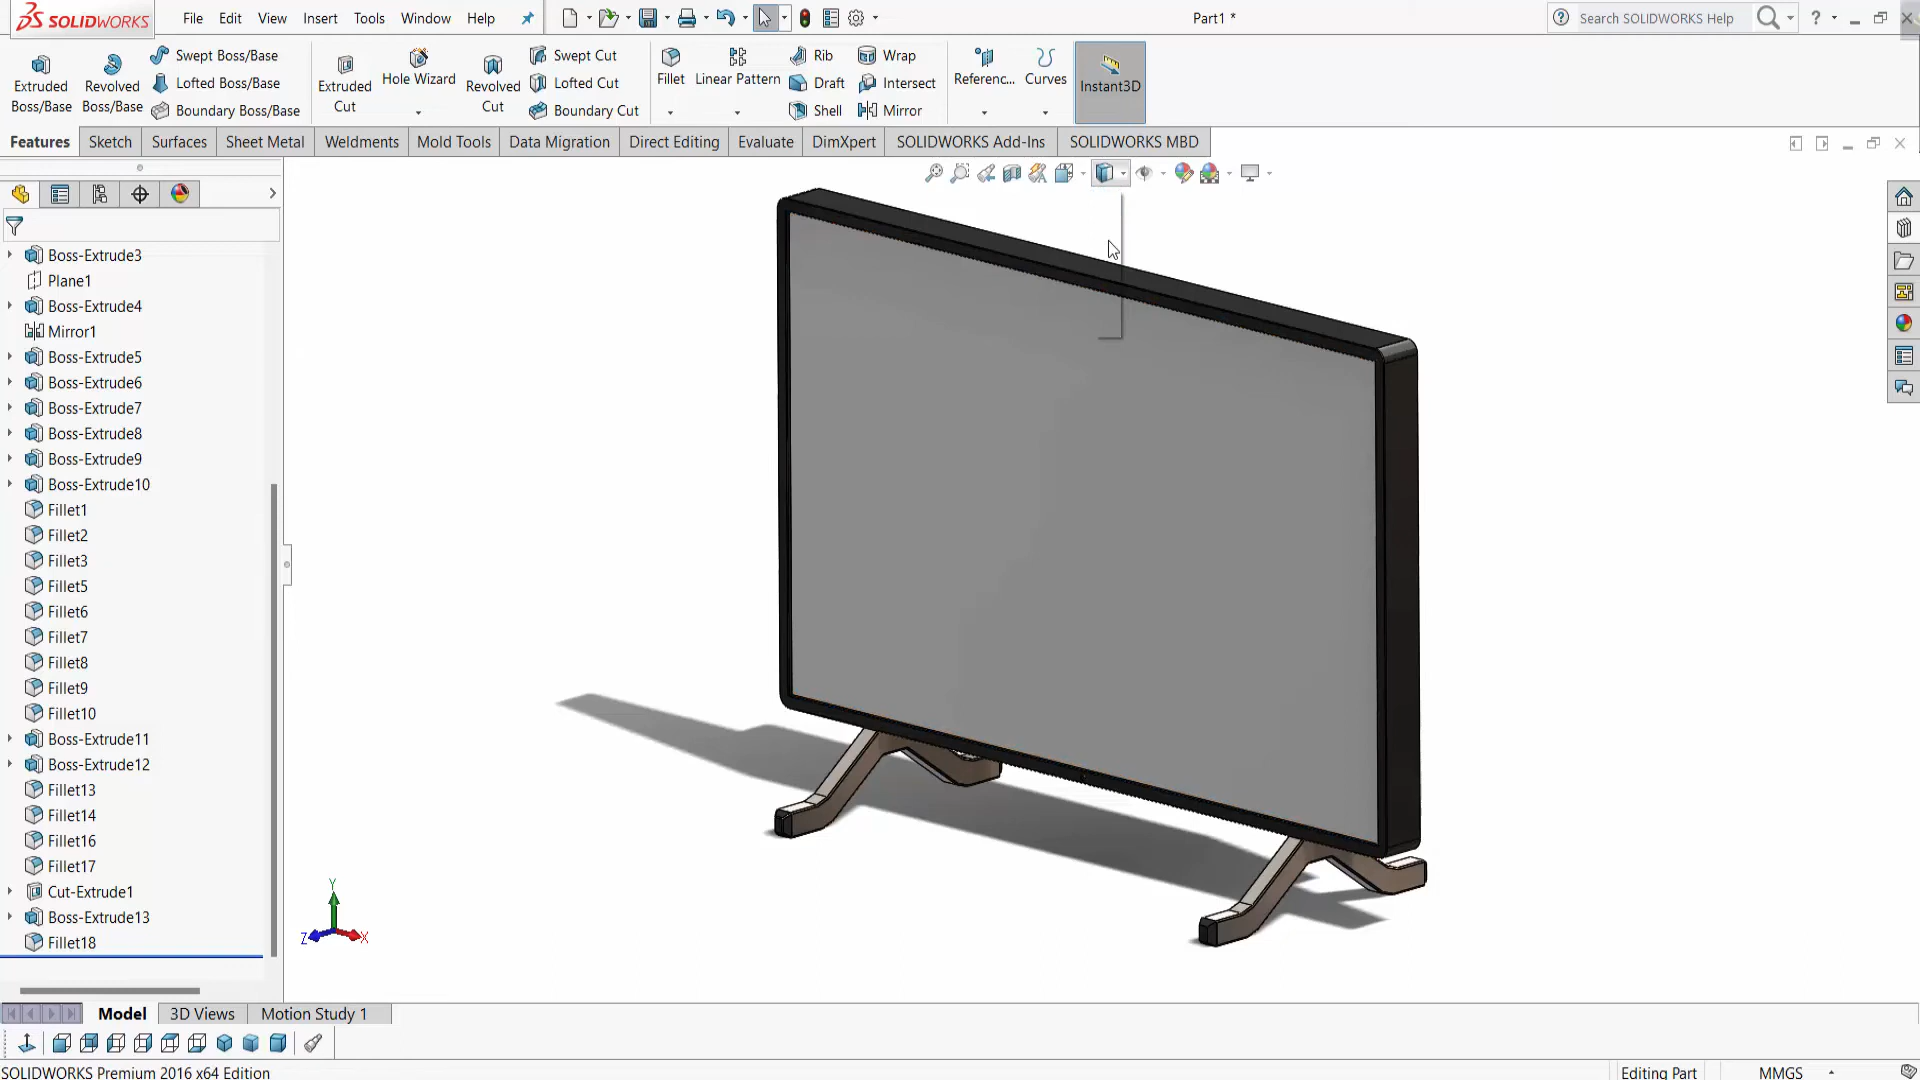 SOLIDWORKS File Edit View Insert Tools Window Help Part1 * Search SOLIDWORKS Help ?
Extruded Boss/Base
Revolved Boss/Base
Swept Boss/Base
Lofted Boss/Base
Boundary Boss/Base
Extruded Cut
Hole Wizard
Revolved Cut
Swept Cut
Lofted Cut
Boundary Cut
Fillet
Linear Pattern
Rib
Draft
Shell
Wrap
Intersect
Mirror
Referenc...
Curves
Instant3D
Features Sketch Surfaces Sheet Metal Weldments Mold Tools Data Migration Direct Editing Evaluate DimXpert SOLIDWORKS Add-Ins SOLIDWORKS MBD
Boss-Extrude3
Plane1
Boss-Extrude4
Mirror1
Boss-Extrude5
Boss-Extrude6
Boss-Extrude7
Boss-Extrude8
Boss-Extrude9
Boss-Extrude10
Fillet1
Fillet2
Fillet3
Fillet5
Fillet6
Fillet7
Fillet8
Fillet9
Fillet10
Boss-Extrude11
Boss-Extrude12
Fillet13
Fillet14
Fillet16
Fillet17
Cut-Extrude1
Boss-Extrude13
Fillet18
Y
Z X
Model 3D Views Motion Study 1
SOLIDWORKS Premium 2016 x64 Edition Editing Part MMGS